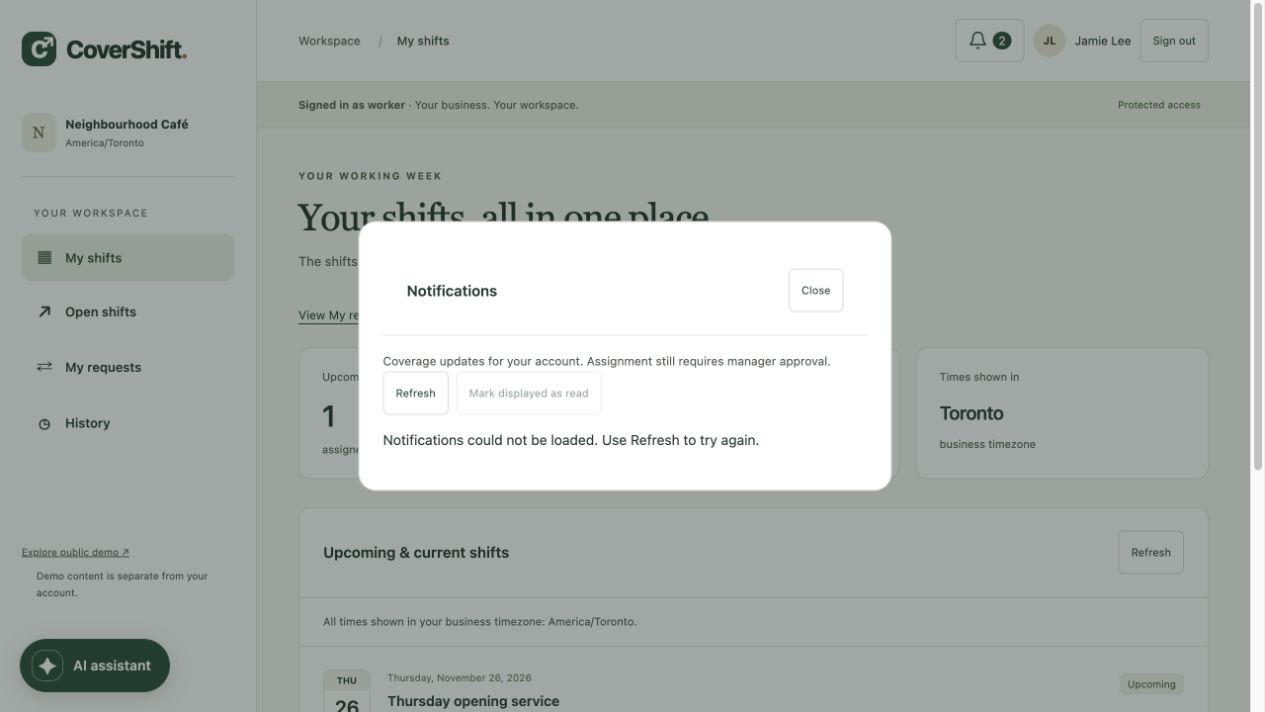 CoverShift.
Workspace / My shifts
2
JL
Jamie Lee
Sign out
N
Neighbourhood Café
America/Toronto
Signed in as worker · Your business. Your workspace.
Protected access
YOUR WORKSPACE
My shifts
Open shifts
My requests
History
Explore public demo ↗
Demo content is separate from your
account.
AI assistant
YOUR WORKING WEEK
Your shifts, all in one place
The shifts
View My re
Upcom
1
assigne
Notifications
Close
Coverage updates for your account. Assignment still requires manager approval.
Refresh
Mark displayed as read
Notifications could not be loaded. Use Refresh to try again.
Times shown in
Toronto
business timezone
Upcoming & current shifts
Refresh
All times shown in your business timezone: America/Toronto.
THU
26
Thursday, November 26, 2026
Thursday opening service
Upcoming